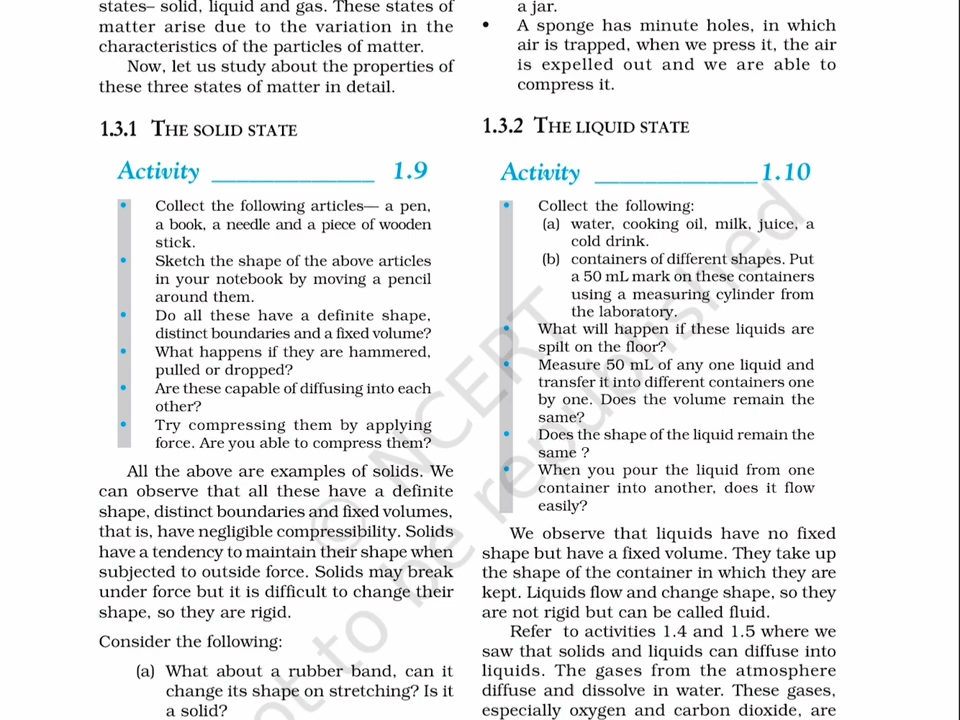 states– solid, liquid and gas. These states of
matter arise due to the variation in the
characteristics of the particles of matter.
Now, let us study about the properties of
these three states of matter in detail.
1.3.1 THE SOLID STATE
Activity ______________ 1.9
• Collect the following articles— a pen,
a book, a needle and a piece of wooden
stick.
• Sketch the shape of the above articles
in your notebook by moving a pencil
around them.
• Do all these have a definite shape,
distinct boundaries and a fixed volume?
• What happens if they are hammered,
pulled or dropped?
• Are these capable of diffusing into each
other?
• Try compressing them by applying
force. Are you able to compress them?
All the above are examples of solids. We
can observe that all these have a definite
shape, distinct boundaries and fixed volumes,
that is, have negligible compressibility. Solids
have a tendency to maintain their shape when
subjected to outside force. Solids may break
under force but it is difficult to change their
shape, so they are rigid.
Consider the following:
(a) What about a rubber band, can it
change its shape on stretching? Is it
a solid?
a jar.
• A sponge has minute holes, in which
air is trapped, when we press it, the air
is expelled out and we are able to
compress it.
1.3.2 THE LIQUID STATE
Activity ______________ 1.10
• Collect the following:
(a) water, cooking oil, milk, juice, a
cold drink.
(b) containers of different shapes. Put
a 50 mL mark on these containers
using a measuring cylinder from
the laboratory.
• What will happen if these liquids are
spilt on the floor?
• Measure 50 mL of any one liquid and
transfer it into different containers one
by one. Does the volume remain the
same?
• Does the shape of the liquid remain the
same ?
• When you pour the liquid from one
container into another, does it flow
easily?
We observe that liquids have no fixed
shape but have a fixed volume. They take up
the shape of the container in which they are
kept. Liquids flow and change shape, so they
are not rigid but can be called fluid.
Refer to activities 1.4 and 1.5 where we
saw that solids and liquids can diffuse into
liquids. The gases from the atmosphere
diffuse and dissolve in water. These gases,
especially oxygen and carbon dioxide, are
© NCERT
not to be republished